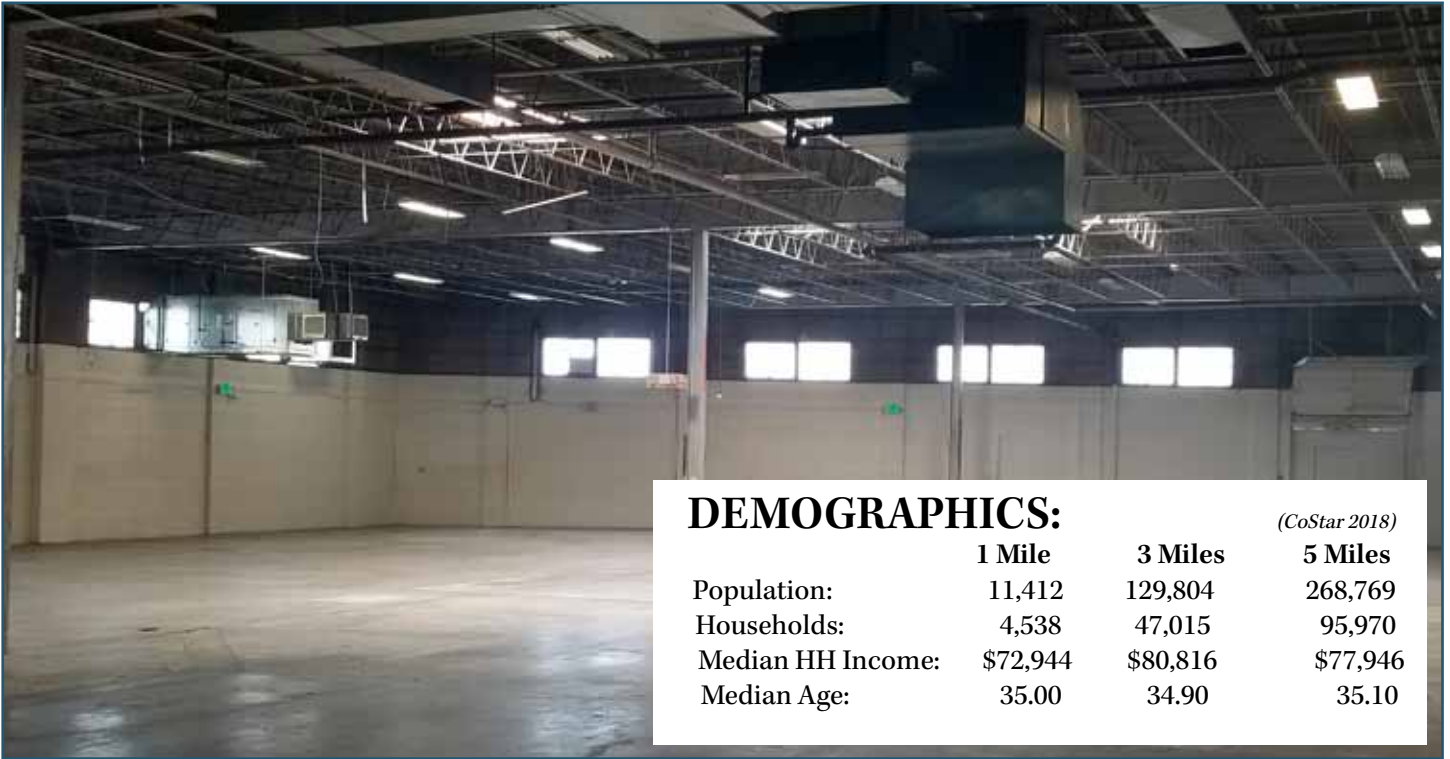 DEMOGRAPHICS: (CoStar 2018)
1 Mile 3 Miles 5 Miles
Population: 11,412 129,804 268,769
Households: 4,538 47,015 95,970
Median HH Income: $72,944 $80,816 $77,946
Median Age: 35.00 34.90 35.10